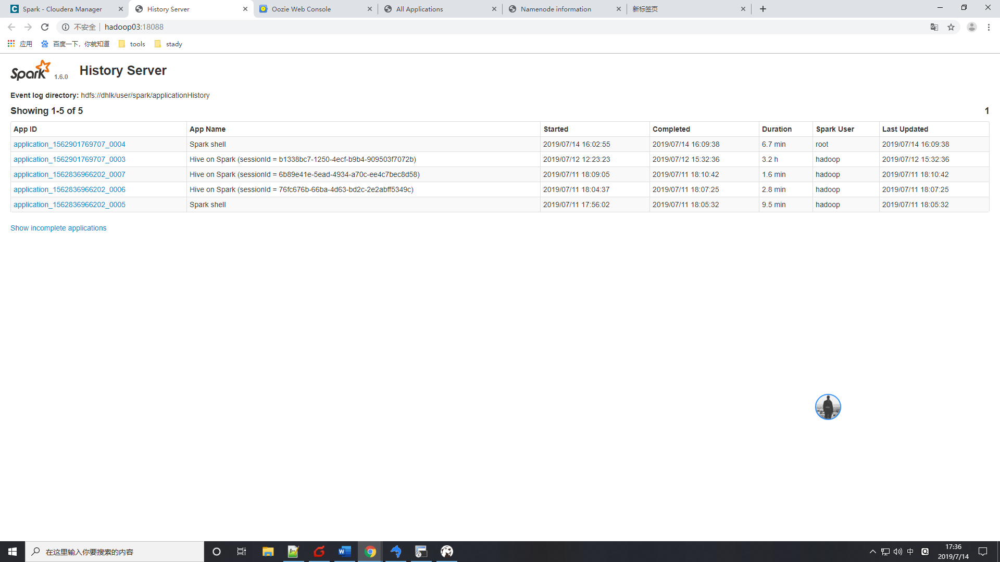 Spark - Cloudera Manager History Server Oozie Web Console All Applications Namenode information 新标签页
不安全 hadoop03:18088
应用 百度一下，你就知道 tools stady
Spark 1.6.0 History Server
Event log directory: hdfs://dhlk/user/spark/applicationHistory
Showing 1-5 of 5 1
App ID App Name Started Completed Duration Spark User Last Updated
application_1562901769707_0004 Spark shell 2019/07/14 16:02:55 2019/07/14 16:09:38 6.7 min root 2019/07/14 16:09:38
application_1562901769707_0003 Hive on Spark (sessionId = b1338bc7-1250-4ecf-b9b4-909503f7072b) 2019/07/12 12:23:23 2019/07/12 15:32:36 3.2 h hadoop 2019/07/12 15:32:36
application_1562836966202_0007 Hive on Spark (sessionId = 6b89e41e-5ead-4934-a70c-ee4c7bec8d58) 2019/07/11 18:09:05 2019/07/11 18:10:42 1.6 min hadoop 2019/07/11 18:10:42
application_1562836966202_0006 Hive on Spark (sessionId = 76fc676b-66ba-4d63-bd2c-2e2abff5349c) 2019/07/11 18:04:37 2019/07/11 18:07:25 2.8 min hadoop 2019/07/11 18:07:25
application_1562836966202_0005 Spark shell 2019/07/11 17:56:02 2019/07/11 18:05:32 9.5 min hadoop 2019/07/11 18:05:32
Show incomplete applications
在这里输入你要搜索的内容 中 17:36
2019/7/14